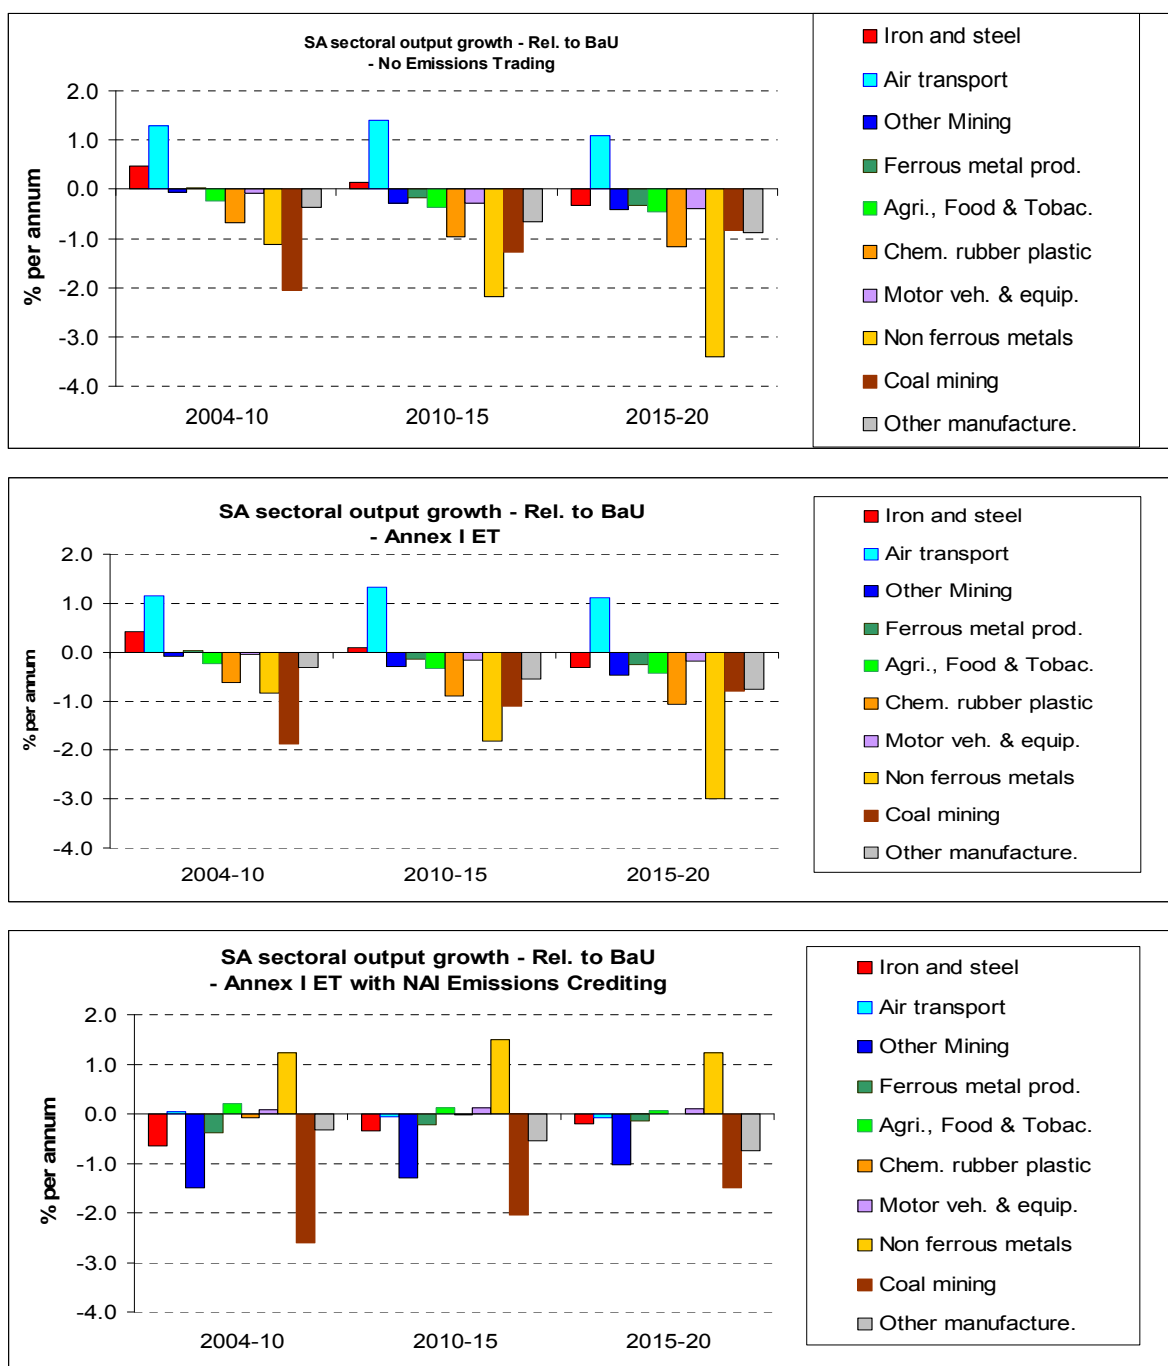 SA sectoral output growth - Rel. to BaU
- No Emissions Trading
% per annum
2.0
1.0
0.0
-1.0
-2.0
-3.0
-4.0
2004-10
2010-15
2015-20
Iron and steel
Air transport
Other Mining
Ferrous metal prod.
Agri., Food & Tobac.
Chem. rubber plastic
Motor veh. & equip.
Non ferrous metals
Coal mining
Other manufacture.
SA sectoral output growth - Rel. to BaU
- Annex I ET
% per annum
2.0
1.0
0.0
-1.0
-2.0
-3.0
-4.0
2004-10
2010-15
2015-20
Iron and steel
Air transport
Other Mining
Ferrous metal prod.
Agri., Food & Tobac.
Chem. rubber plastic
Motor veh. & equip.
Non ferrous metals
Coal mining
Other manufacture.
SA sectoral output growth - Rel. to BaU
- Annex I ET with NAI Emissions Crediting
% per annum
2.0
1.0
0.0
-1.0
-2.0
-3.0
-4.0
2004-10
2010-15
2015-20
Iron and steel
Air transport
Other Mining
Ferrous metal prod.
Agri., Food & Tobac.
Chem. rubber plastic
Motor veh. & equip.
Non ferrous metals
Coal mining
Other manufacture.